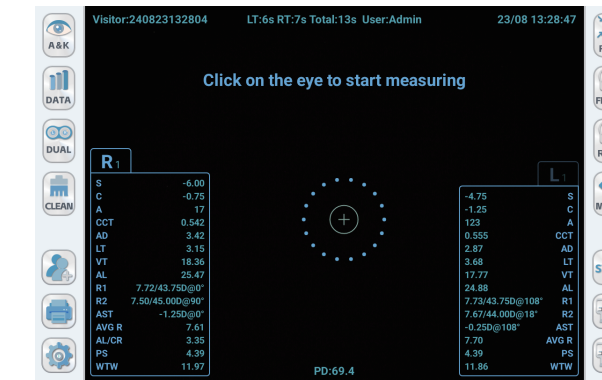 Visitor:240823132804 LT:6s RT:7s Total:13s User:Admin 23/08 13:28:47
Click on the eye to start measuring
A&K
DATA
DUAL
CLEAN
R1
S -6.00
C -0.75
A 17
CCT 0.542
AD 3.42
LT 3.15
VT 18.36
AL 25.47
R1 7.72/43.75D@0°
R2 7.50/45.00D@90°
AST -1.25D@0°
AVG R 7.61
AL/CR 3.35
PS 4.39
WTW 11.97
L1
-4.75 S
-1.25 C
123 A
0.555 CCT
2.87 AD
3.68 LT
17.77 VT
24.88 AL
7.73/43.75D@108° R1
7.67/44.00D@18° R2
-0.25D@108° AST
7.70 AVG R
4.39 PS
11.86 WTW
PD:69.4